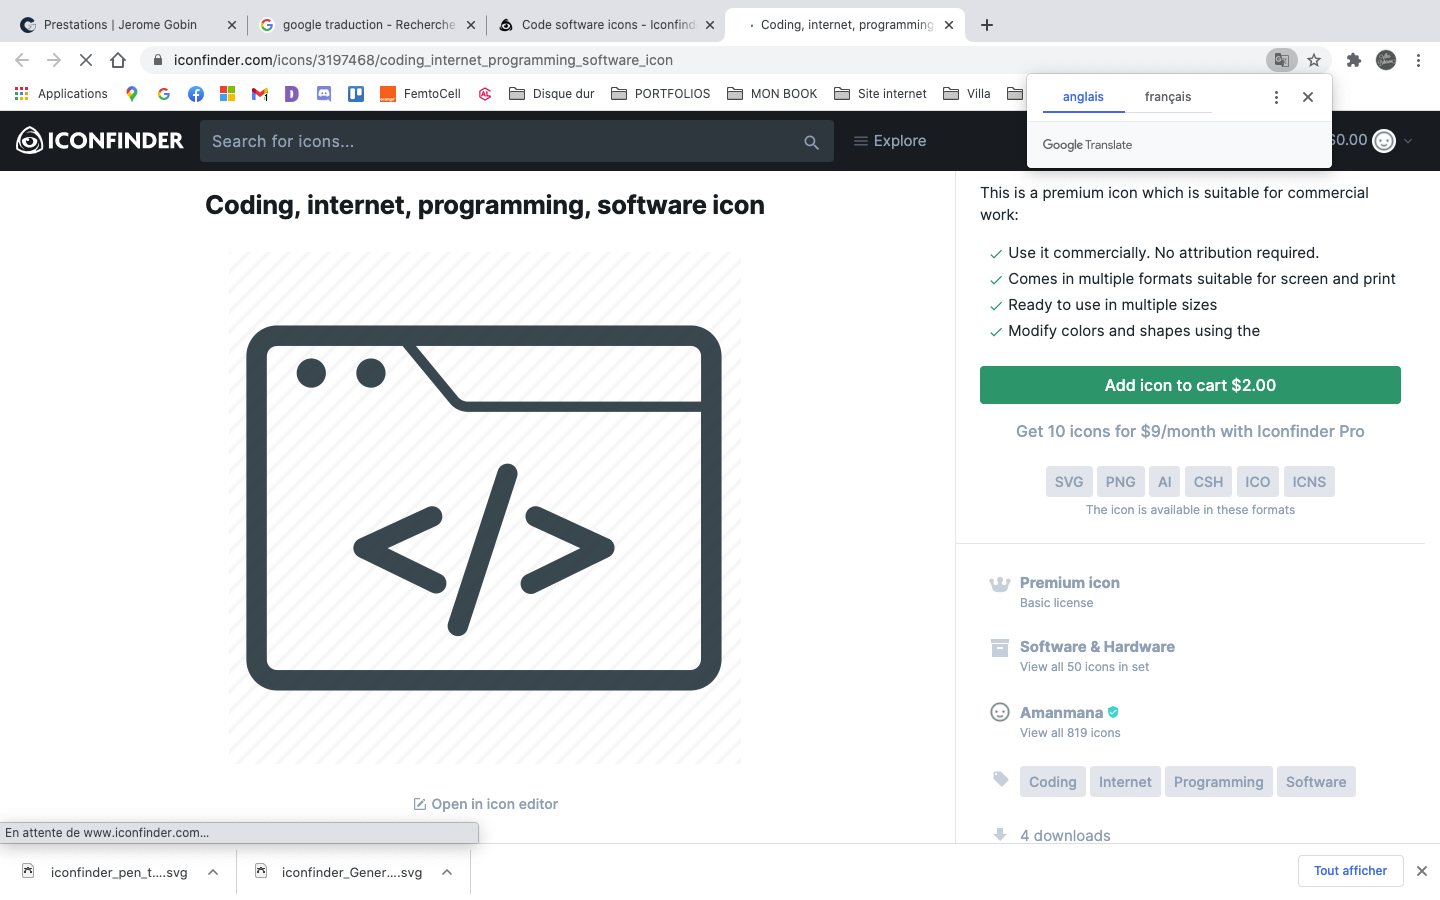 Prestations | Jerome Gobin
google traduction - Recherche
Code software icons - Iconfind
Coding, internet, programming,
iconfinder.com/icons/3197468/coding_internet_programming_software_icon
Applications
FemtoCell
Disque dur
PORTFOLIOS
MON BOOK
Site internet
Villa
anglais
français
Google Translate
ICONFINDER
Search for icons...
Explore
$0.00
Coding, internet, programming, software icon
</>
Open in icon editor
This is a premium icon which is suitable for commercial
work:
Use it commercially. No attribution required.
Comes in multiple formats suitable for screen and print
Ready to use in multiple sizes
Modify colors and shapes using the
Add icon to cart $2.00
Get 10 icons for $9/month with Iconfinder Pro
SVG PNG AI CSH ICO ICNS
The icon is available in these formats
Premium icon
Basic license
Software & Hardware
View all 50 icons in set
Amanmana
View all 819 icons
Coding Internet Programming Software
4 downloads
En attente de www.iconfinder.com...
iconfinder_pen_t....svg
iconfinder_Gener....svg
Tout afficher